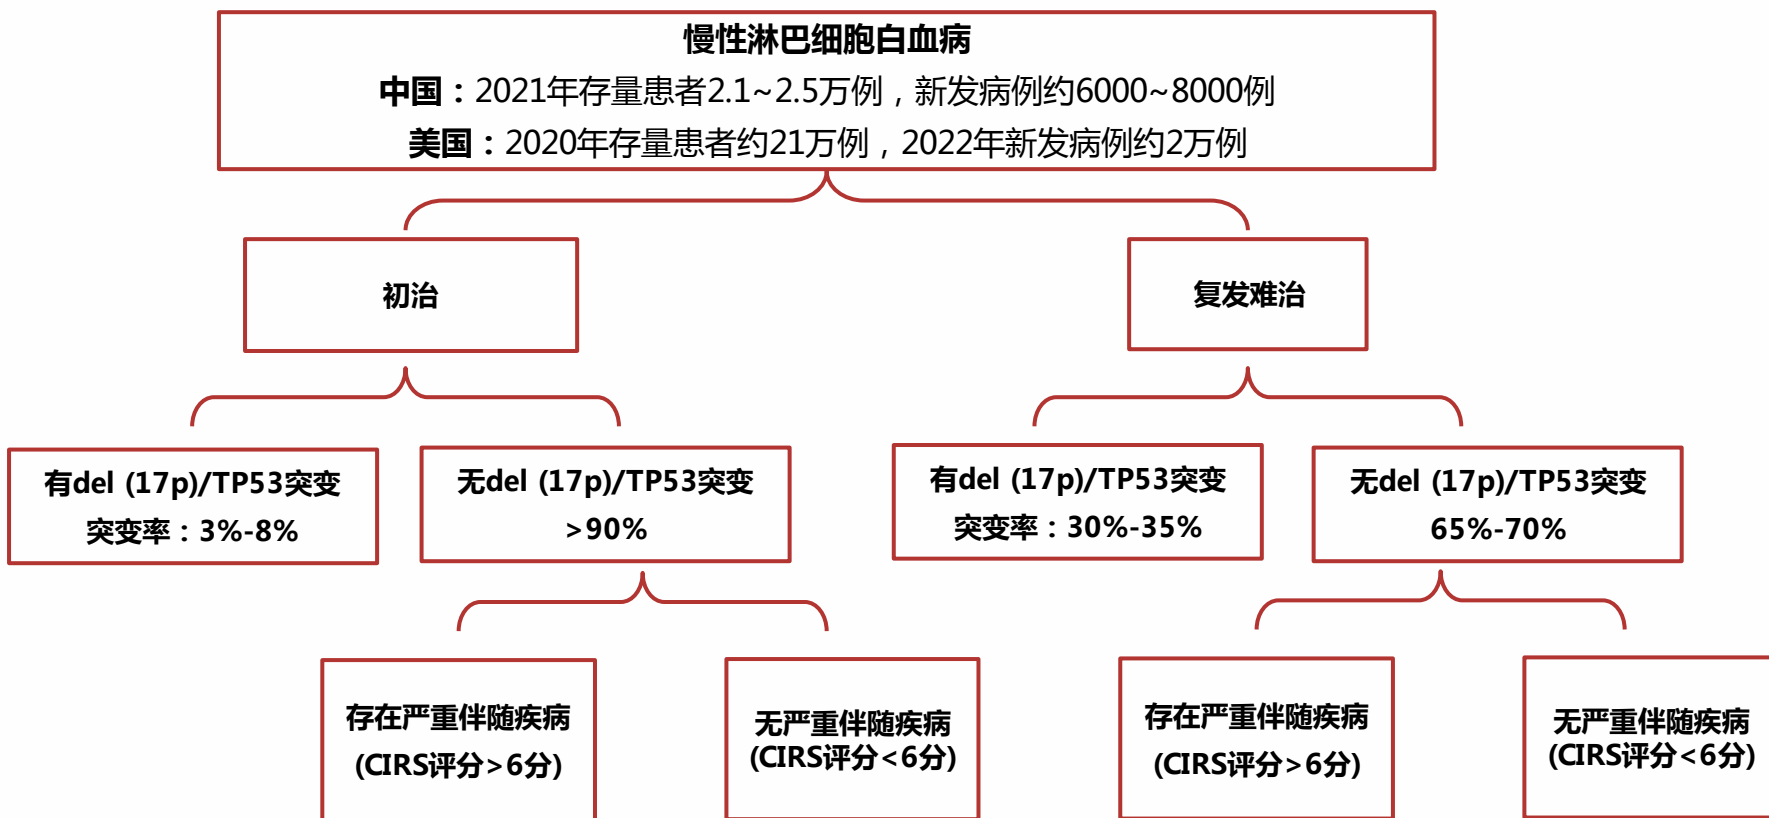 慢性淋巴细胞白血病
中国：2021年存量患者2.1~2.5万例，新发病例约6000~8000例
美国：2020年存量患者约21万例，2022年新发病例约2万例
初治
复发难治
有del (17p)/TP53突变
突变率：3%-8%
无del (17p)/TP53突变
>90%
有del (17p)/TP53突变
突变率：30%-35%
无del (17p)/TP53突变
65%-70%
存在严重伴随疾病
(CIRS评分>6分)
无严重伴随疾病
(CIRS评分<6分)
存在严重伴随疾病
(CIRS评分>6分)
无严重伴随疾病
(CIRS评分<6分)